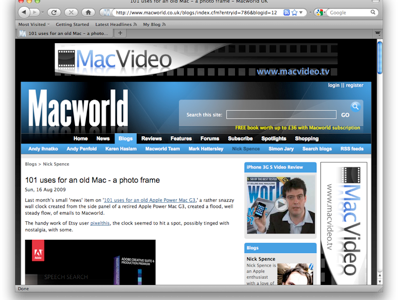 101 uses for an old Mac - a photo frame - Macworld UK
http://www.macworld.co.uk/blogs/index.cfm?entryid=786&blogid=12
Most Visited Getting Started Latest Headlines My Blog
101 uses for an old Mac - a photo...
MacVideo
www.macvideo.tv
login || register
Macworld
Search this site: GO
FREE book worth up to £36 with Macworld subscription
Home News Blogs Reviews Features Forums Subscribe Spotlights Shopping
Andy Ihnatko Andy Penfold Karen Haslam Macworld Team Mark Hattersley Nick Spence Simon Jary Search blogs RSS feeds
Blogs > Nick Spence
101 uses for an old Mac - a photo frame
Sun, 16 Aug 2009
Last month's small 'news' item on '101 uses for an old Apple Power Mac G3,' a rather snazzy
wall clock created from the side panel of a retired Apple Power Mac G3, created a flood, well
steady flow, of emails to Macworld.
The handy work of Etsy user pixelthis, the clock seemed to hit a spot, possibly tinged with
nostalgia, with some.
iPhone 3G S Video Review
world
Blogs
Nick Spence
Nick Spence is
an Apple
enthusiast
with a love of
MacVideo
www.macvideo.tv
Adobe
SPEECH SEARCH
Done